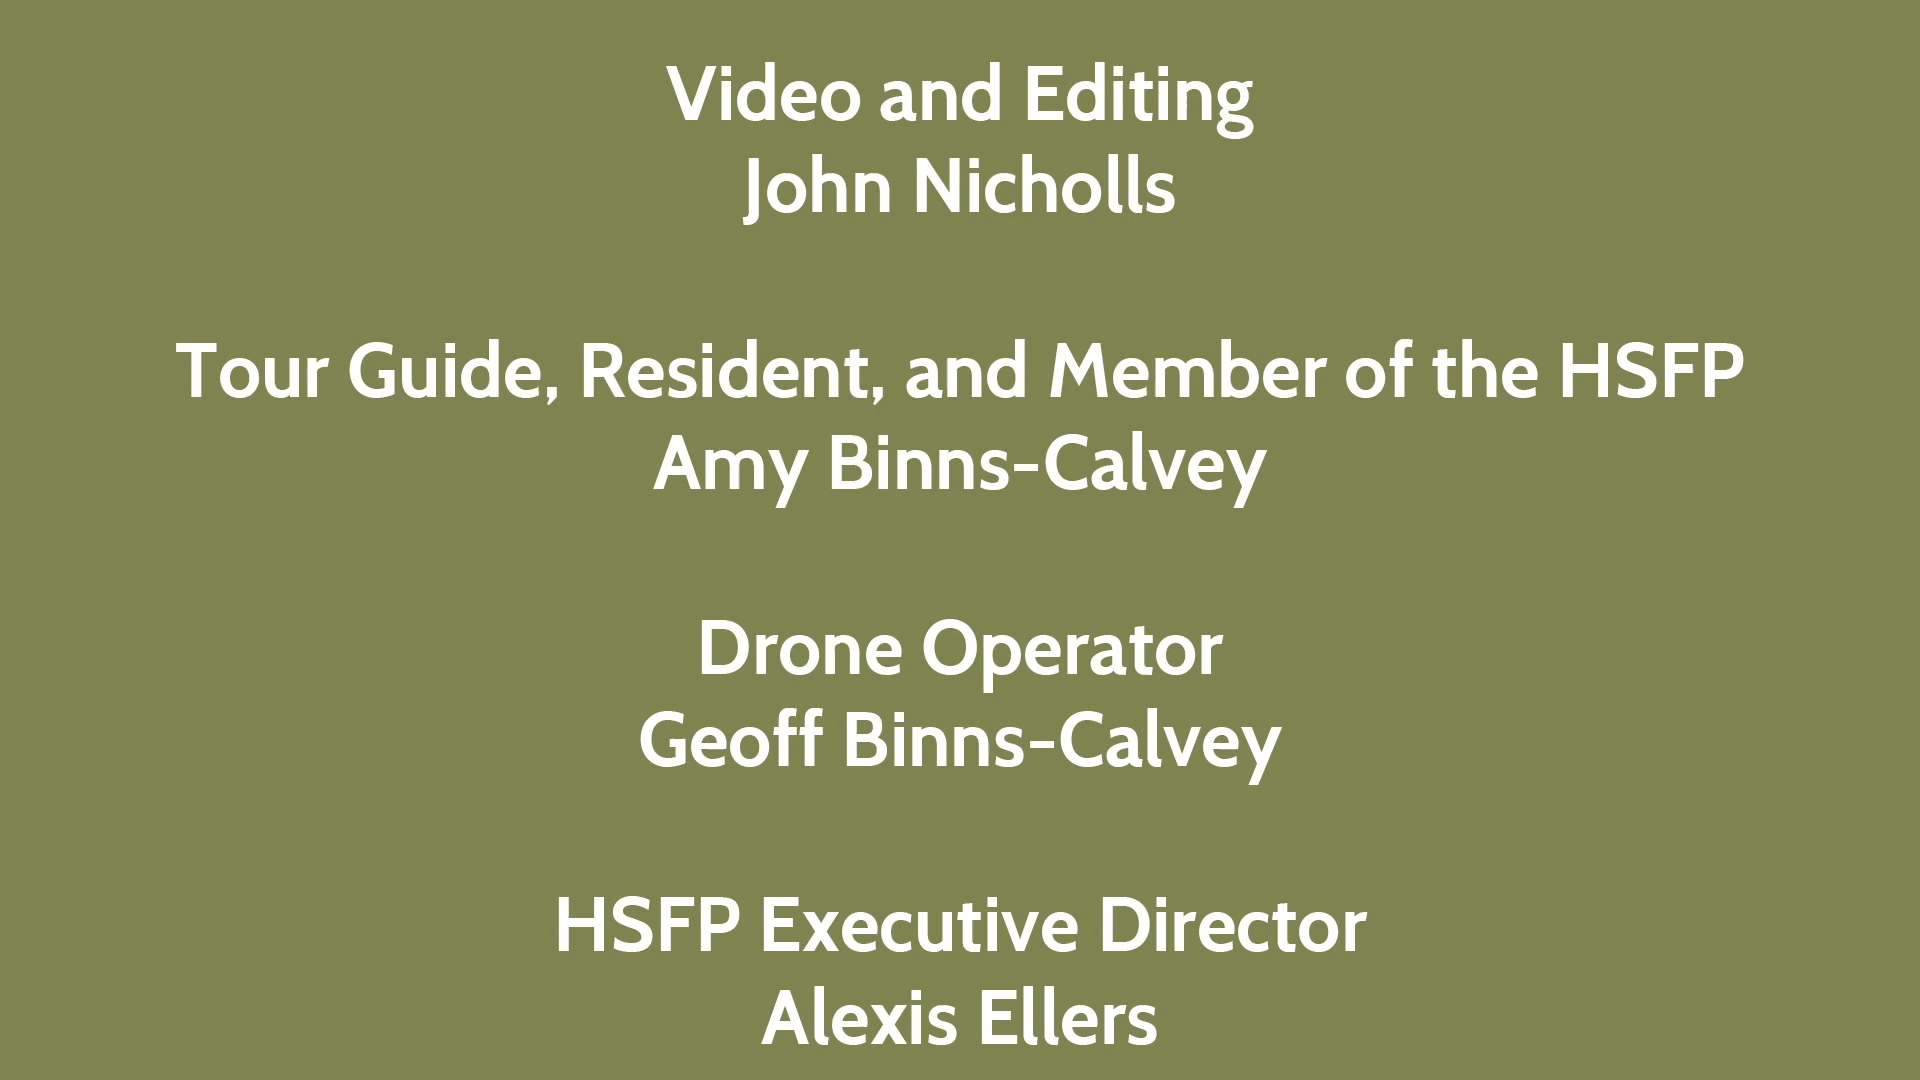 Video and Editing
John Nicholls
Tour Guide, Resident, and Member of the HSFP
Amy Binns-Calvey
Drone Operator
Geoff Binns-Calvey
HSFP Executive Director
Alexis Ellers